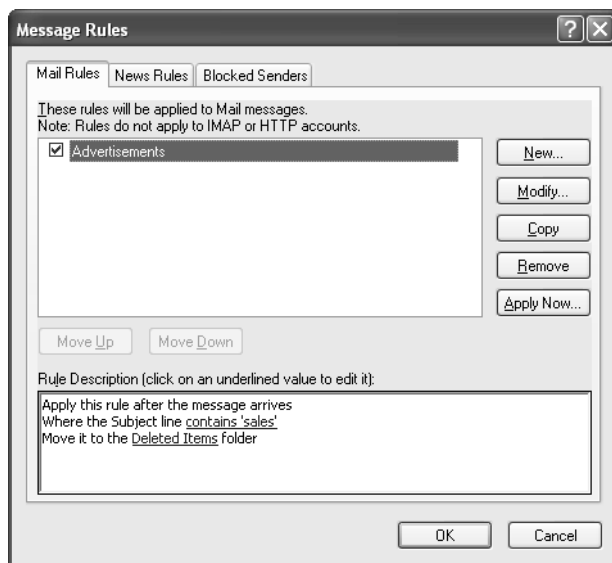 Message Rules
Mail Rules News Rules Blocked Senders
These rules will be applied to Mail messages.
Note: Rules do not apply to IMAP or HTTP accounts.
Advertisements
New...
Modify...
Copy
Remove
Apply Now...
Move Up Move Down
Rule Description (click on an underlined value to edit it):
Apply this rule after the message arrives
Where the Subject line contains 'sales'
Move it to the Deleted Items folder
OK Cancel